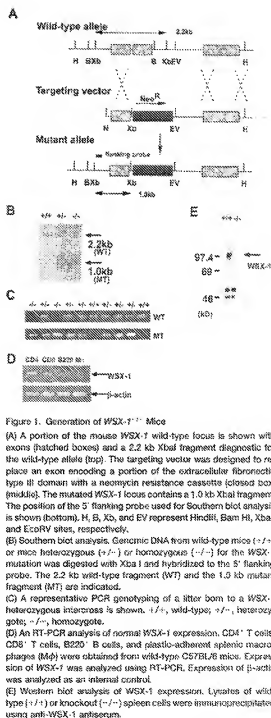 A
Wild-type allele
2.2kb
H BXb B XbEV H
Targeting vector
Neo R
H Xb EV H
Mutant allele
flanking probe
H BXb Xb EV H
1.0kb
B
+/+ +/- -/-
2.2kb
(WT)
1.0kb
(MT)
E
+/+ -/-
97.4
69
46
(kD)
WSX-1
C
WT
MT
D
CD4 CD8 B220 Mφ
WSX-1
β-actin
Figure 1. Generation of WSX-1-/- Mice
(A) A portion of the mouse WSX-1 wild-type locus is shown with
exons (hatched boxes) and a 2.2 kb XbaI fragment diagnostic fo
the wild-type allele (top). The targeting vector was designed to re
place an exon encoding a portion of the extracellular fibronecti
type III domain with a neomycin resistance cassette (closed box
(middle). The mutated WSX-1 locus contains a 1.0 kb XbaI fragmen
The position of the 5' flanking probe used for Southern blot analysi
is shown (bottom). H, B, Xb, and EV represent HindIII, Bam HI, Xba
and EcoRV sites, respectively.
(B) Southern blot analysis. Genomic DNA from wild-type mice (+/+
or mice heterozygous (+/-) or homozygous (-/-) for the WSX-
mutation was digested with Xba I and hybridized to the 5' flankin
probe. The 2.2 kb wild-type fragment (WT) and the 1.0 kb mutan
fragment (MT) are indicated.
(C) A representative PCR genotyping of a litter born to a WSX-
heterozygous intercross is shown. +/+, wild-type; +/-, heterozy
gote; -/-, homozygote.
(D) An RT-PCR analysis of normal WSX-1 expression. CD4+ T cells
CD8+ T cells, B220+ B cells, and plastic-adherent splenic macro
phages (Mφ) were obtained from wild-type C57BL/6 mice. Expres
sion of WSX-1 was analyzed using RT-PCR. Expression of β-acti
was analyzed as an internal control.
(E) Western blot analysis of WSX-1 expression. Lysates of wild
type (+/+) or knockout (-/-) spleen cells were immunoprecipitate
using anti-WSX-1 antiserum.